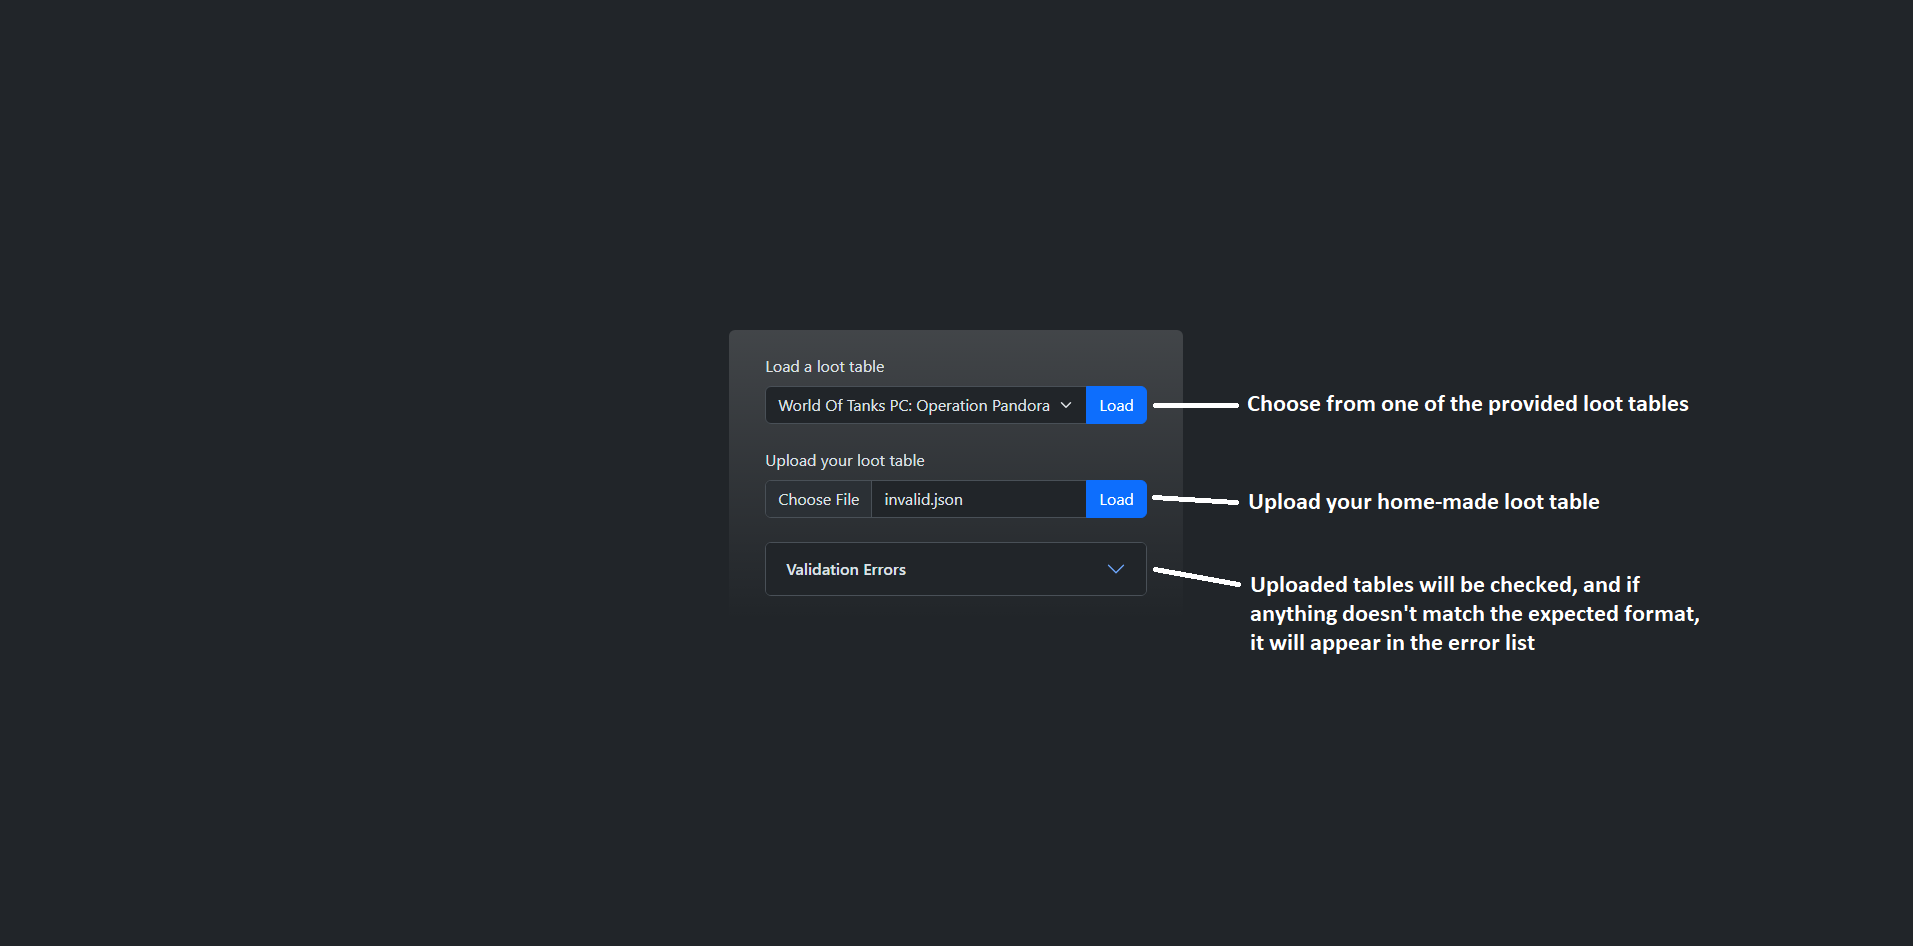 Load a loot table
World Of Tanks PC: Operation Pandora
Load
Choose from one of the provided loot tables
Upload your loot table
Choose File
invalid.json
Load
Upload your home-made loot table
Validation Errors
Uploaded tables will be checked, and if
anything doesn't match the expected format,
it will appear in the error list